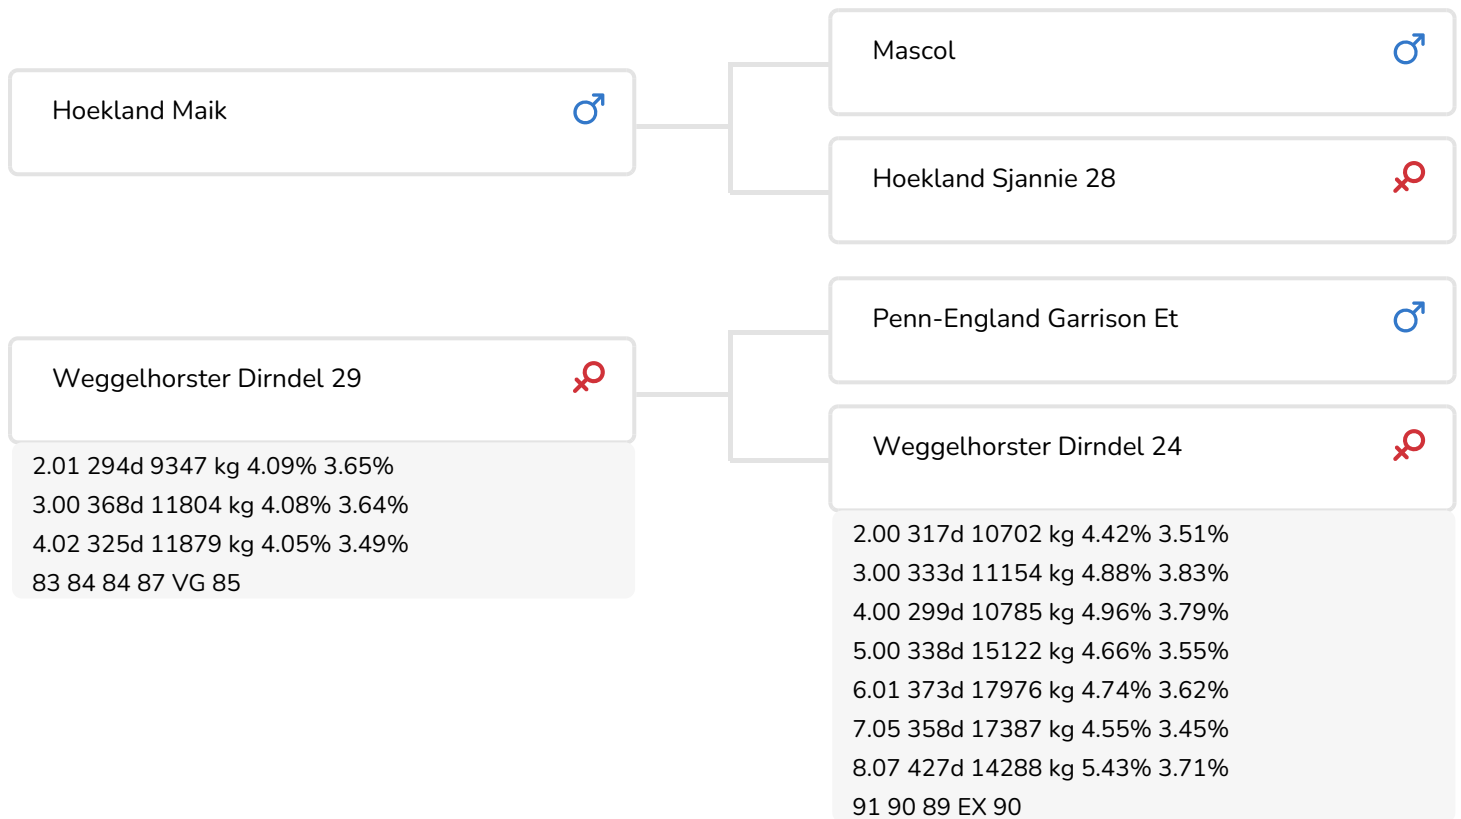 Hoekland Maik
Mascol
Hoekland Sjannie 28
Weggelhorster Dirndel 29
2.01 294d 9347 kg 4.09% 3.65%
3.00 368d 11804 kg 4.08% 3.64%
4.02 325d 11879 kg 4.05% 3.49%
83 84 84 87 VG 85
Penn-England Garrison Et
Weggelhorster Dirndel 24
2.00 317d 10702 kg 4.42% 3.51%
3.00 333d 11154 kg 4.88% 3.83%
4.00 299d 10785 kg 4.96% 3.79%
5.00 338d 15122 kg 4.66% 3.55%
6.01 373d 17976 kg 4.74% 3.62%
7.05 358d 17387 kg 4.55% 3.45%
8.07 427d 14288 kg 5.43% 3.71%
91 90 89 EX 90